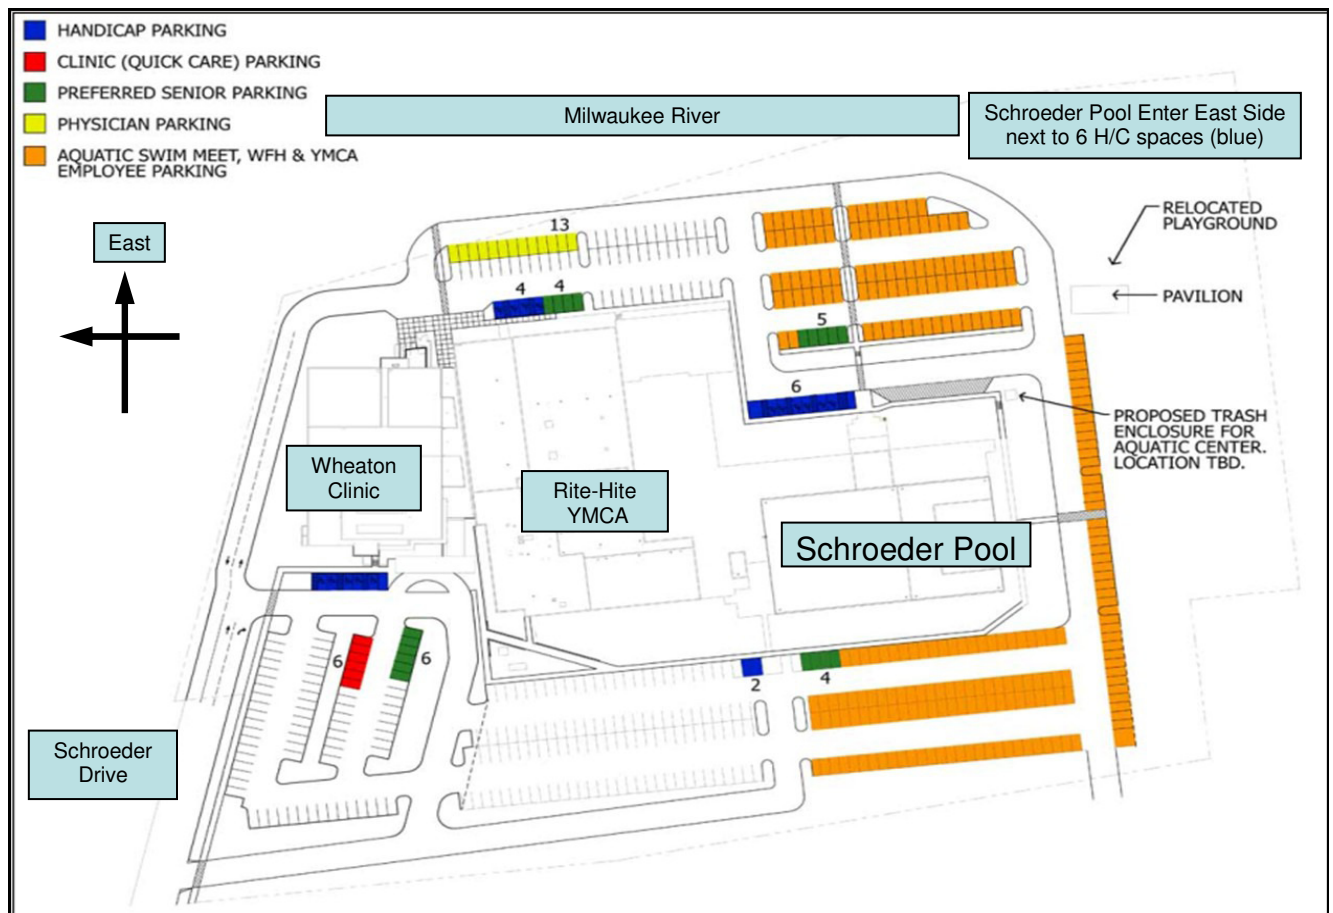 HANDICAP PARKING
CLINIC (QUICK CARE) PARKING
PREFERRED SENIOR PARKING
PHYSICIAN PARKING
AQUATIC SWIM MEET, WFH & YMCA
EMPLOYEE PARKING
Milwaukee River
Schroeder Pool Enter East Side
next to 6 H/C spaces (blue)
East
13
4
4
5
6
RELOCATED
PLAYGROUND
PAVILION
PROPOSED TRASH
ENCLOSURE FOR
AQUATIC CENTER.
LOCATION TBD.
Wheaton
Clinic
Rite-Hite
YMCA
Schroeder Pool
6
6
2
4
Schroeder
Drive